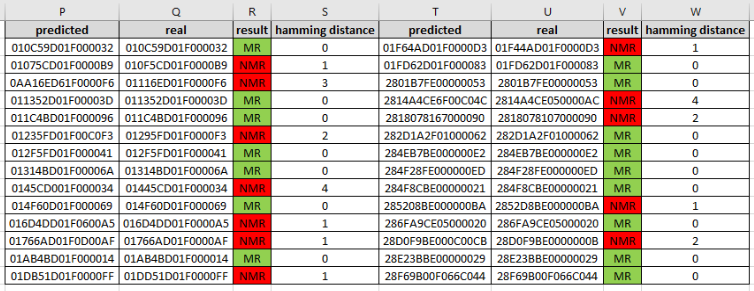 P Q R S T U V W
predicted real result hamming distance predicted real result hamming distance
010C59D01F000032 010C59D01F000032 MR 0 01F64AD01F0000D3 01F44AD01F0000D3 NMR 1
01075CD01F0000B9 010F5CD01F0000B9 NMR 1 01FD62D01F000083 01FD62D01F000083 MR 0
0AA16ED61F0000F6 01116ED01F0000F6 NMR 3 2801B7FE00000053 2801B7FE00000053 MR 0
011352D01F00003D 011352D01F00003D MR 0 2814A4CE6F00C04C 2814A4CE050000AC NMR 4
011C4BD01F000096 011C4BD01F000096 MR 0 2818078167000090 2818078107000090 NMR 2
01235FD01F00C0F3 01295FD01F0000F3 NMR 2 282D1A2F01000062 282D1A2F01000062 MR 0
012F5FD01F000041 012F5FD01F000041 MR 0 284EB7BE000000E2 284EB7BE000000E2 MR 0
01314BD01F00006A 01314BD01F00006A MR 0 284F28FE000000ED 284F28FE000000ED MR 0
0145CD01F000034 01445CD01F000034 NMR 4 284F8CBE00000021 284F8CBE00000021 MR 0
014F60D01F000069 014F60D01F000069 MR 0 285208BE000000BA 2852D8BE000000BA NMR 1
016D4DD01F0600A5 016D4DD01F0000A5 NMR 1 286FA9CE05000020 286FA9CE05000020 MR 0
01766AD01F0D00AF 01766AD01F0000AF NMR 1 28D0F9BE000C00CB 28D0F9BE0000000B NMR 2
01AB4BD01F000014 01AB4BD01F000014 MR 0 28E23BBE00000029 28E23BBE00000029 MR 0
01DB51D01F0000FF 01DD51D01F0000FF NMR 1 28F69B00F066C044 28F69B00F066C044 MR 0